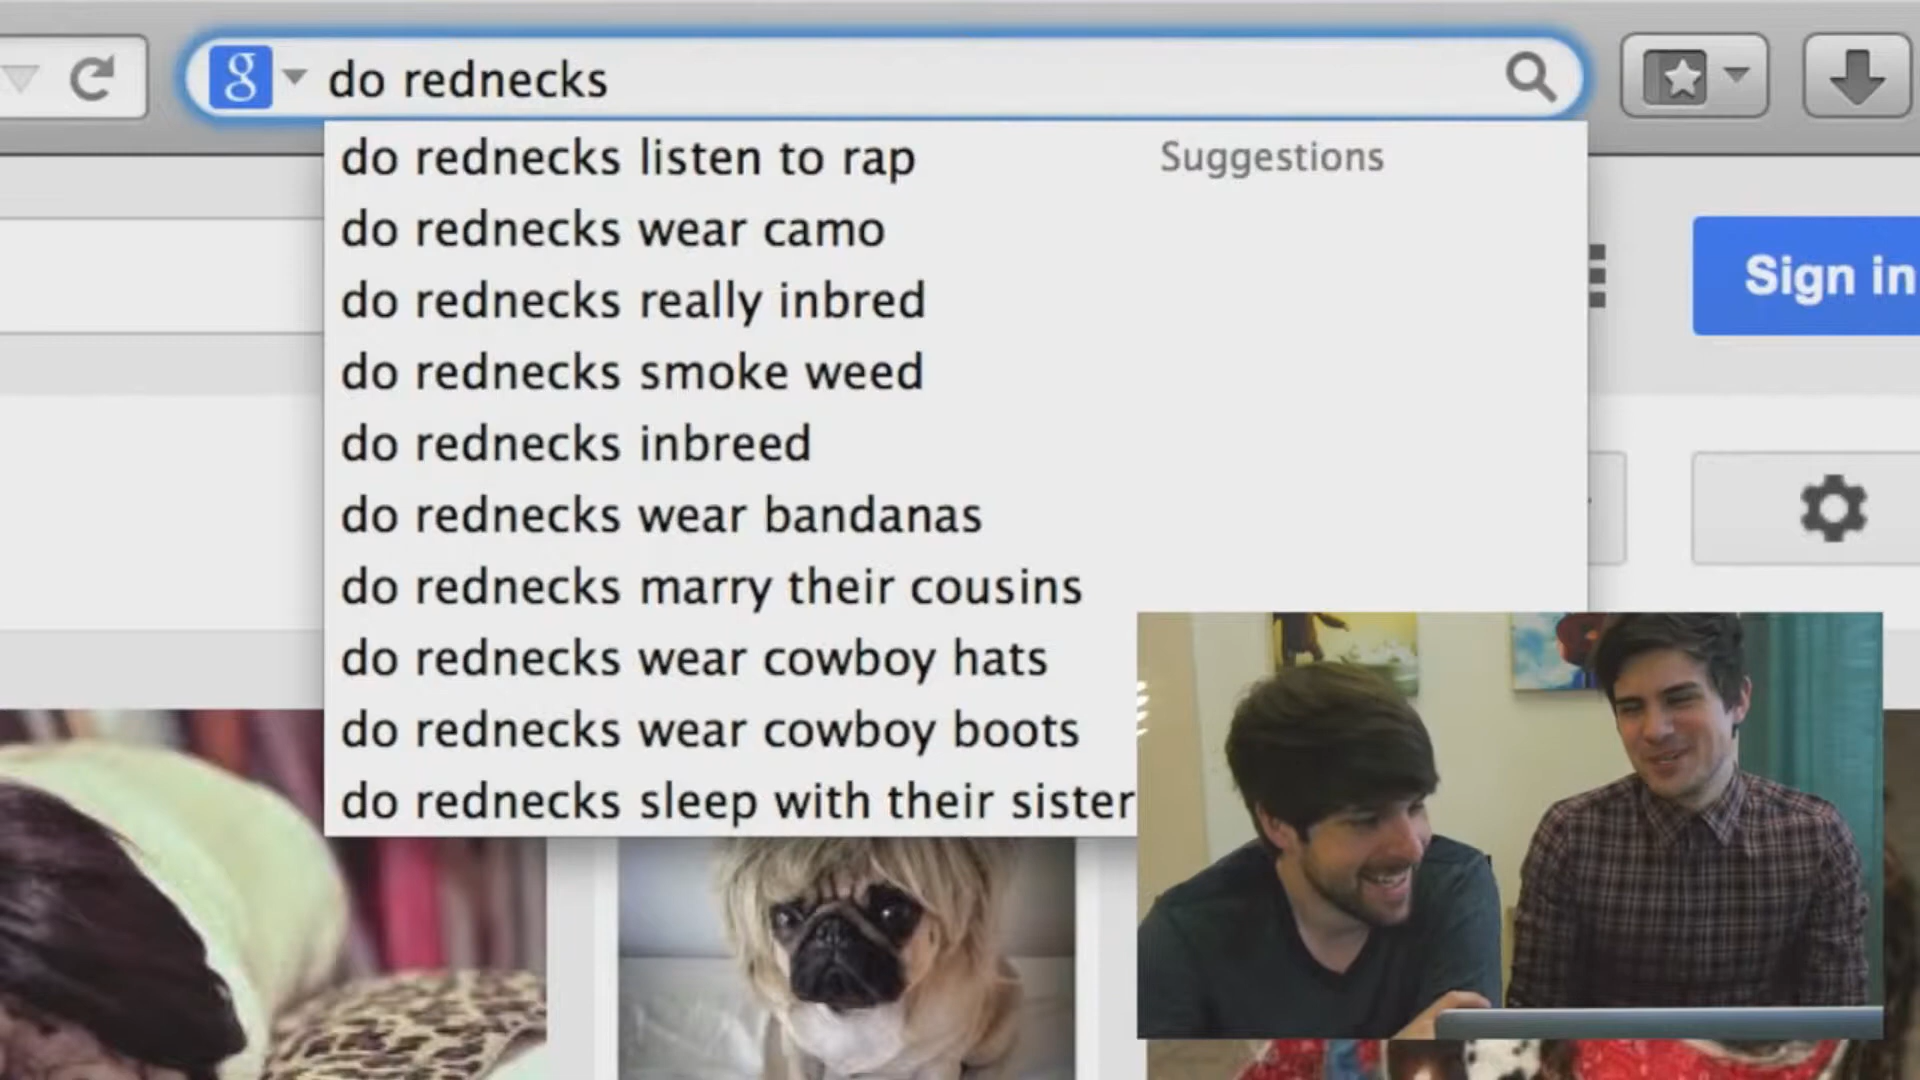 g do rednecks
do rednecks listen to rap Suggestions
do rednecks wear camo
do rednecks really inbred
do rednecks smoke weed
do rednecks inbreed
do rednecks wear bandanas
do rednecks marry their cousins
do rednecks wear cowboy hats
do rednecks wear cowboy boots
do rednecks sleep with their sister
Sign in